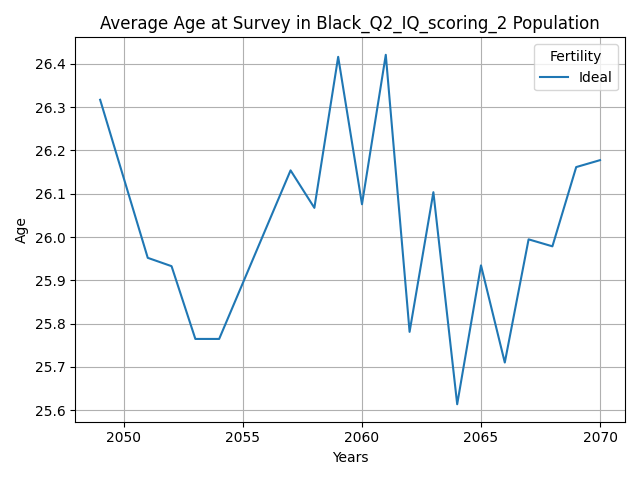 Average Age at Survey in Black_Q2_IQ_scoring_2 Population
Fertility
Ideal
26.4
26.3
26.2
26.1
26.0
25.9
25.8
25.7
25.6
Age
2050 2055 2060 2065 2070
Years